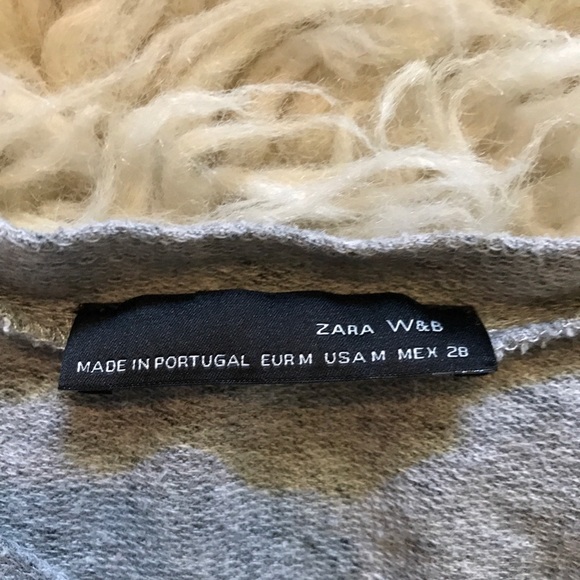 ZARA W&B
MADE IN PORTUGAL EUR M USA M MEX 28